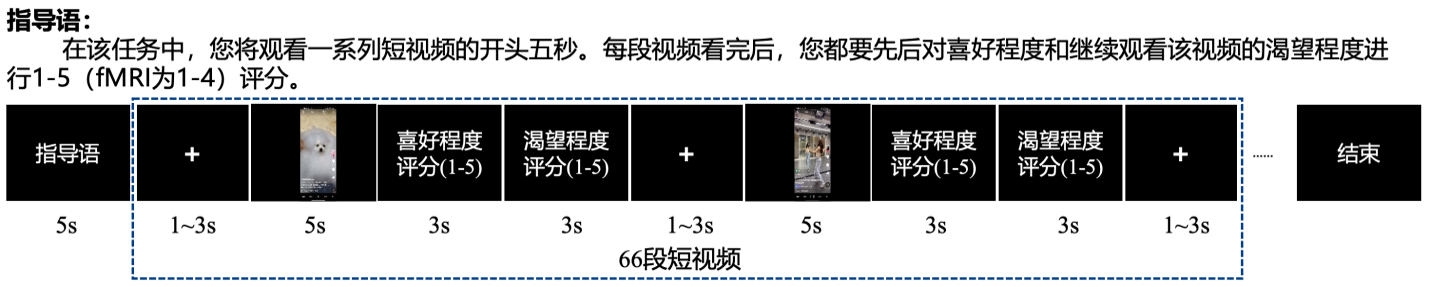 指导语：
在该任务中，您将观看一系列短视频的开头五秒。每段视频看完后，您都要先后对喜好程度和继续观看该视频的渴望程度进
行1-5（fMRI为1-4）评分。
指导语
+
喜好程度
评分(1-5)
渴望程度
评分(1-5)
+
喜好程度
评分(1-5)
渴望程度
评分(1-5)
+
......
结束
5s 1~3s 5s 3s 3s 1~3s 5s 3s 3s 1~3s
66段短视频